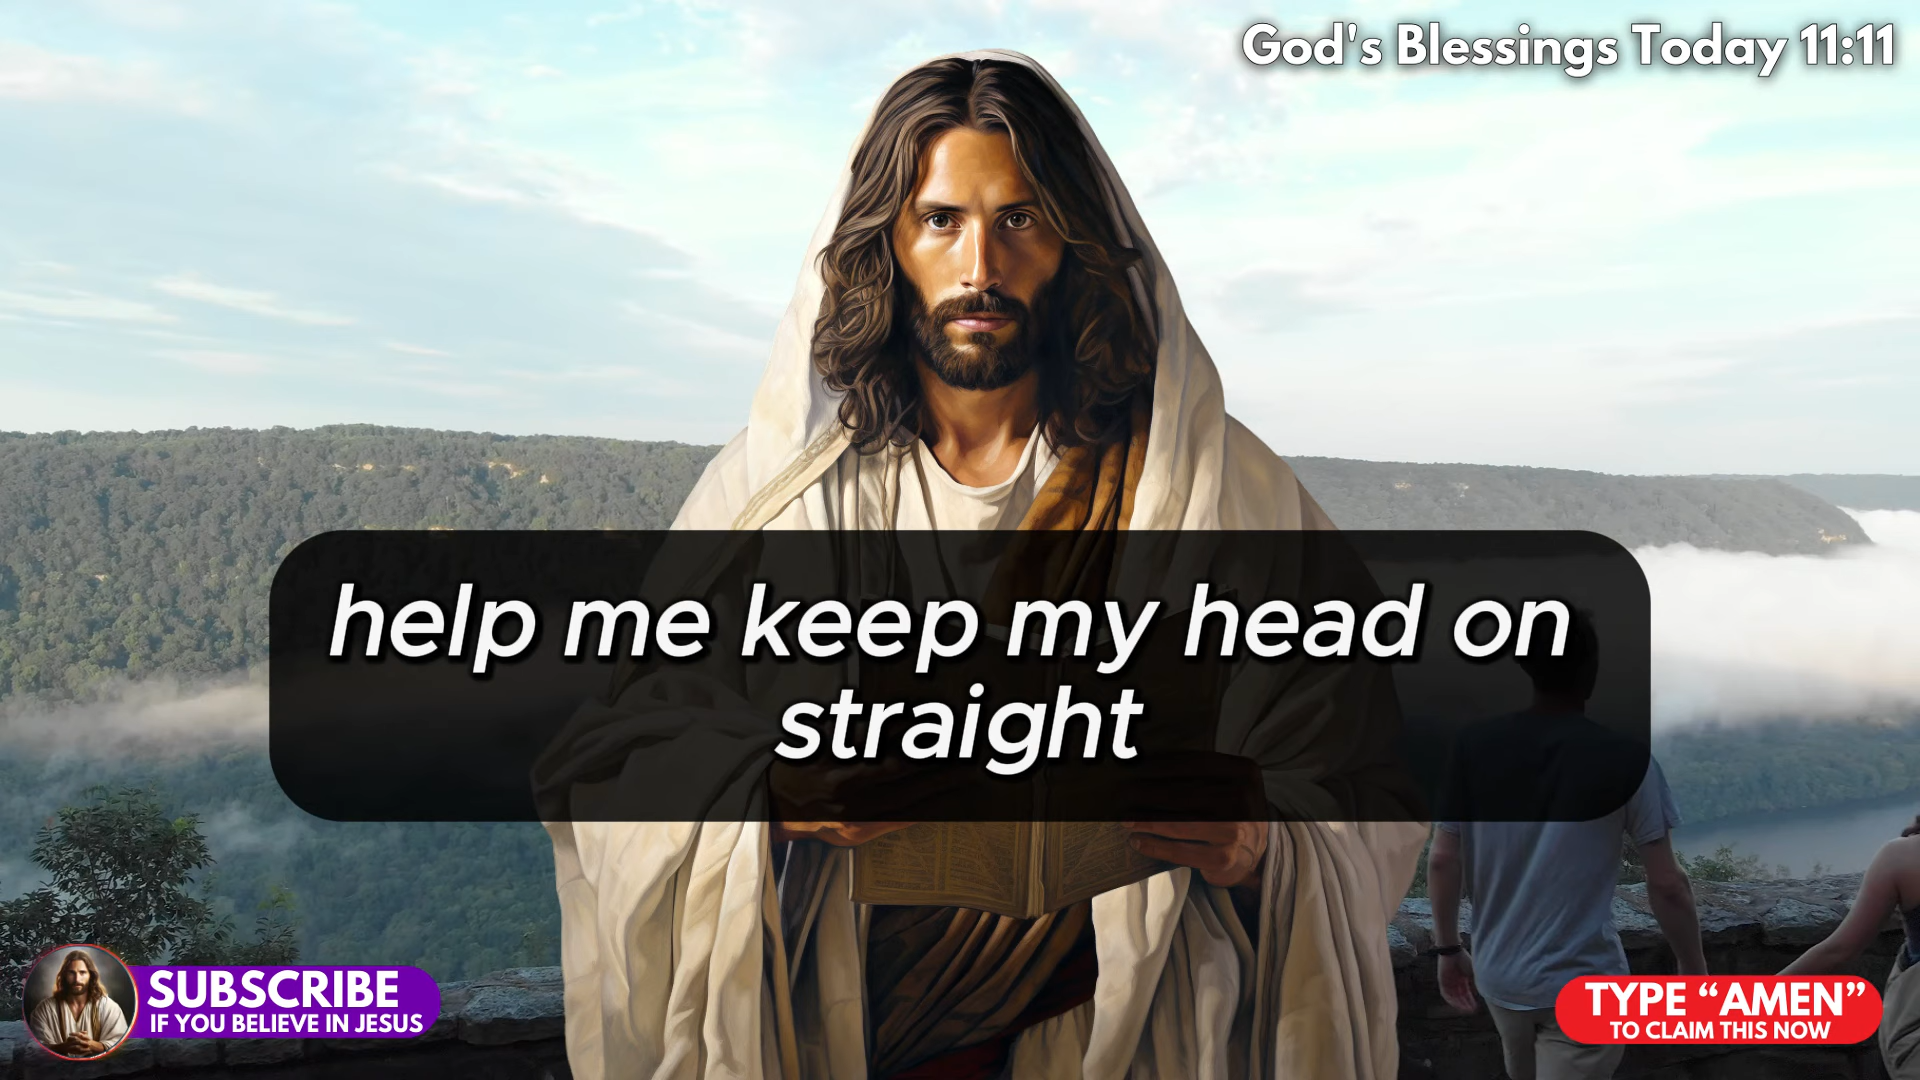 God's Blessings Today 11:11
help me keep my head on
straight
SUBSCRIBE
IF YOU BELIEVE IN JESUS
TYPE “AMEN”
TO CLAIM THIS NOW